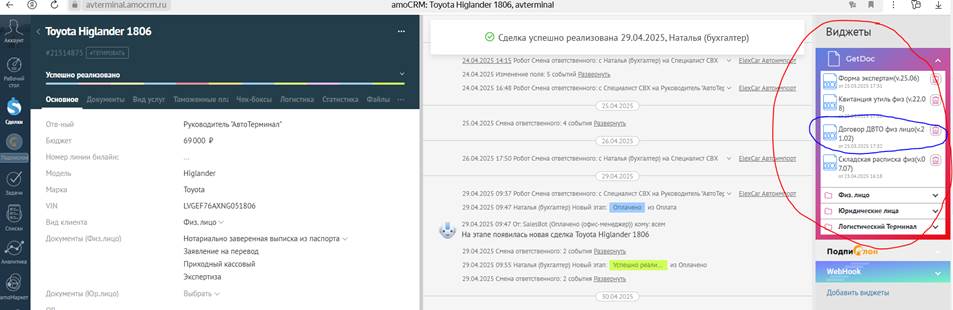 avterminal.amocrm.ru
amoCRM: Toyota Higlander 1806, avterminal
Аккаунт
Рабочий стол
Сделки
Задачи
Списки
Аналитика
amoМаркет
Toyota Higlander 1806
#21514875 #ТЕГИРОВАТЬ
Успешно реализовано
Основное Документы Вид услуг Таможенные пла Чек-боксы Логистика Статистика Файлы
Отв-ный Руководитель "АвтоТерминал"
Бюджет 69 000 ₽
Номер линии билайн: ...
Модель Higlander
Марка Toyota
VIN LVGEF76AXNG051806
Вид клиента Физ. лицо
Документы (Физ.лицо) Нотариально заверенная выписка из паспорта
Заявление на перевод
Приходный кассовый
Экспертиза
Документы (Юр.лицо) Выбрать
Сделка успешно реализована 29.04.2025, Наталья (бухгалтер)
24.04.2025 14:15 Робот Смена ответственного: с Наталья (бухгалтер) на Специалист СВХ ElexCar Автоимпорт
24.04.2025 Изменение поля: 5 событий Развернуть
24.04.2025 16:48 Робот Смена ответственного: с Специалист СВХ на Наталья (бухгалтер) ElexCar Автоимпорт
25.04.2025
25.04.2025 Смена ответственного: 4 события Развернуть
26.04.2025
26.04.2025 17:50 Робот Смена ответственного: с Наталья (бухгалтер) на Специалист СВХ ElexCar Автоимпорт
29.04.2025
29.04.2025 09:37 Робот Смена ответственного: с Специалист СВХ на Руководитель "АвтоТер ElexCar Автоимпорт
29.04.2025 09:47 Наталья (бухгалтер) Новый этап: Оплачено из Оплата
29.04.2025 09:47 От: SalesBot (Оплачено (офис-менеджер)) кому: всем
На этапе появилась новая сделка Toyota Higlander 1806
29.04.2025 Смена ответственного: 2 события Развернуть
29.04.2025 09:55 Наталья (бухгалтер) Новый этап: Успешно реали... из Оплачено
29.04.2025 Смена ответственного: 2 события Развернуть
30.04.2025
Виджеты
GetDoc
Форма экспертам(v.25.06)
Квитанция утиль физ (v.22.08)
Договор ДВТО физ лицо(v.21.02)
Складская расписка физ(v.07.07)
Физ. лицо
Юридические лица
Логистический Терминал
ПодпиСлон
WebHook
Добавить виджеты